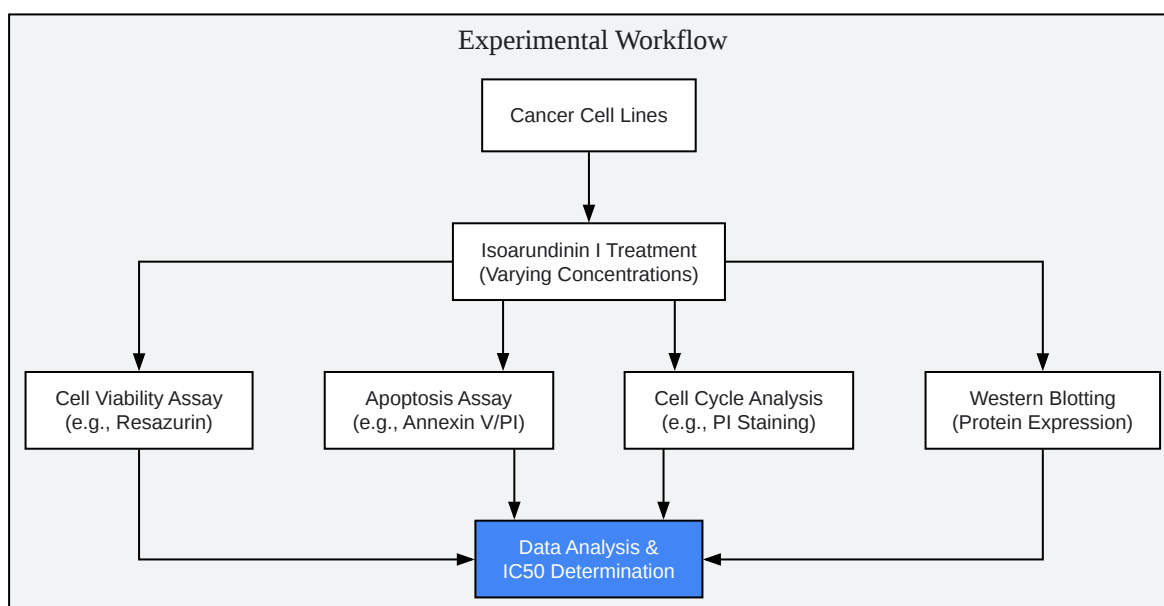 Experimental Workflow
Cancer Cell Lines
Isoarundinin I Treatment
(Varying Concentrations)
Cell Viability Assay
(e.g., Resazurin)
Apoptosis Assay
(e.g., Annexin V/PI)
Cell Cycle Analysis
(e.g., PI Staining)
Western Blotting
(Protein Expression)
Data Analysis &
IC50 Determination